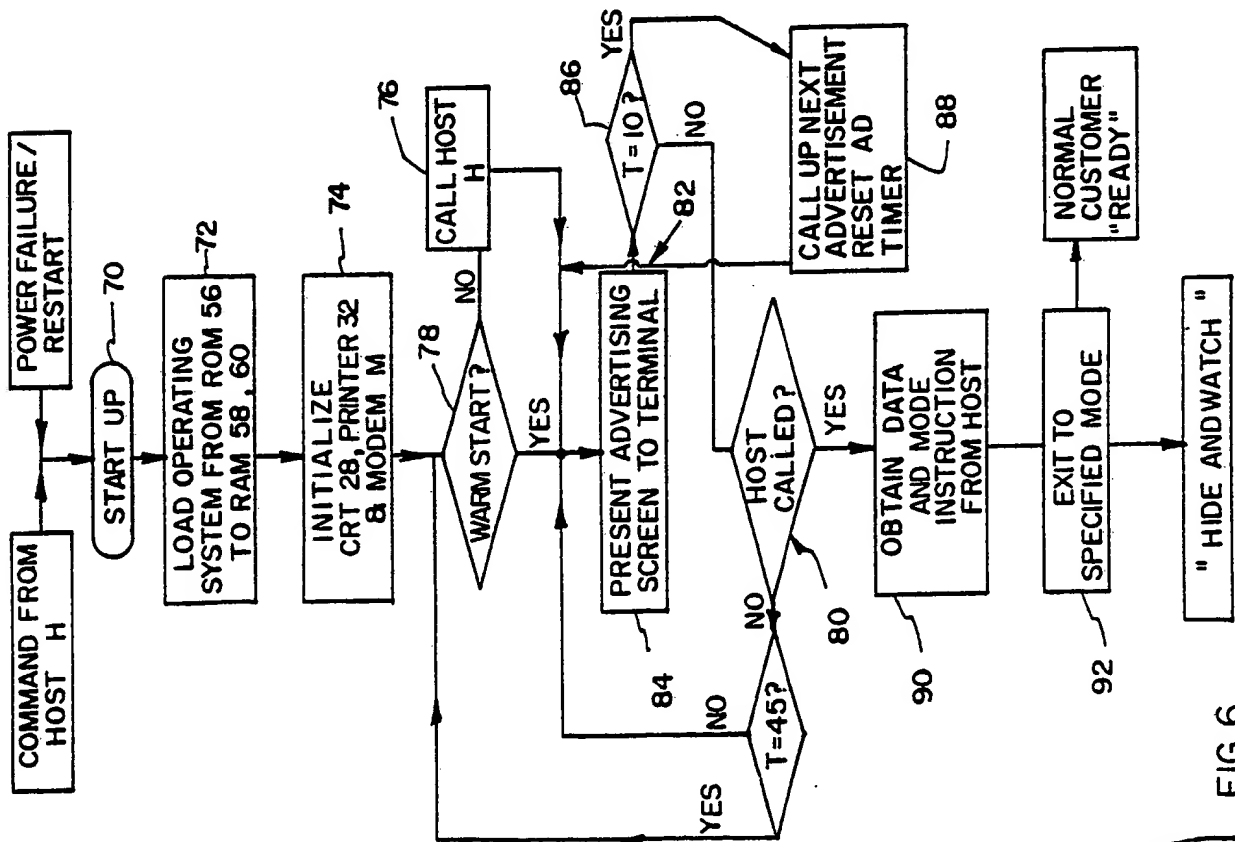 COMMAND FROM
HOST H
POWER FAILURE /
RESTART
START UP
70
LOAD OPERATING
SYSTEM FROM ROM 56
TO RAM 58 , 60
72
INITIALIZE
CRT 28, PRINTER 32
& MODEM M
74
WARM START?
78
NO
YES
CALL HOST
H
76
PRESENT ADVERTISING
SCREEN TO TERMINAL
84
82
T = 10 ?
86
YES
NO
CALL UP NEXT
ADVERTISEMENT
RESET AD
TIMER
88
HOST
CALLED?
80
NO
YES
T=45?
NO
YES
OBTAIN DATA
AND MODE
INSTRUCTION
FROM HOST
90
EXIT TO
SPECIFIED MODE
92
NORMAL
CUSTOMER
"READY"
" HIDE ANDWATCH "
FIG. 6